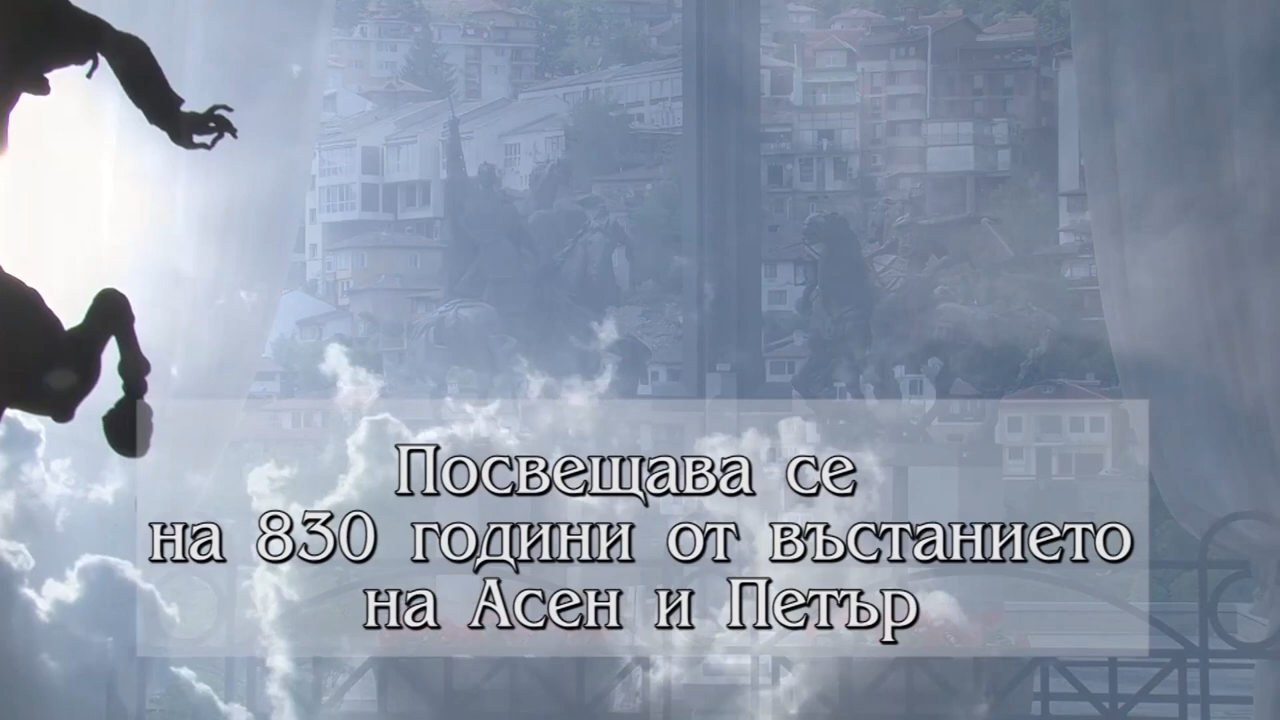 Посвещава се
на 830 години от въстанието
на Асен и Петър